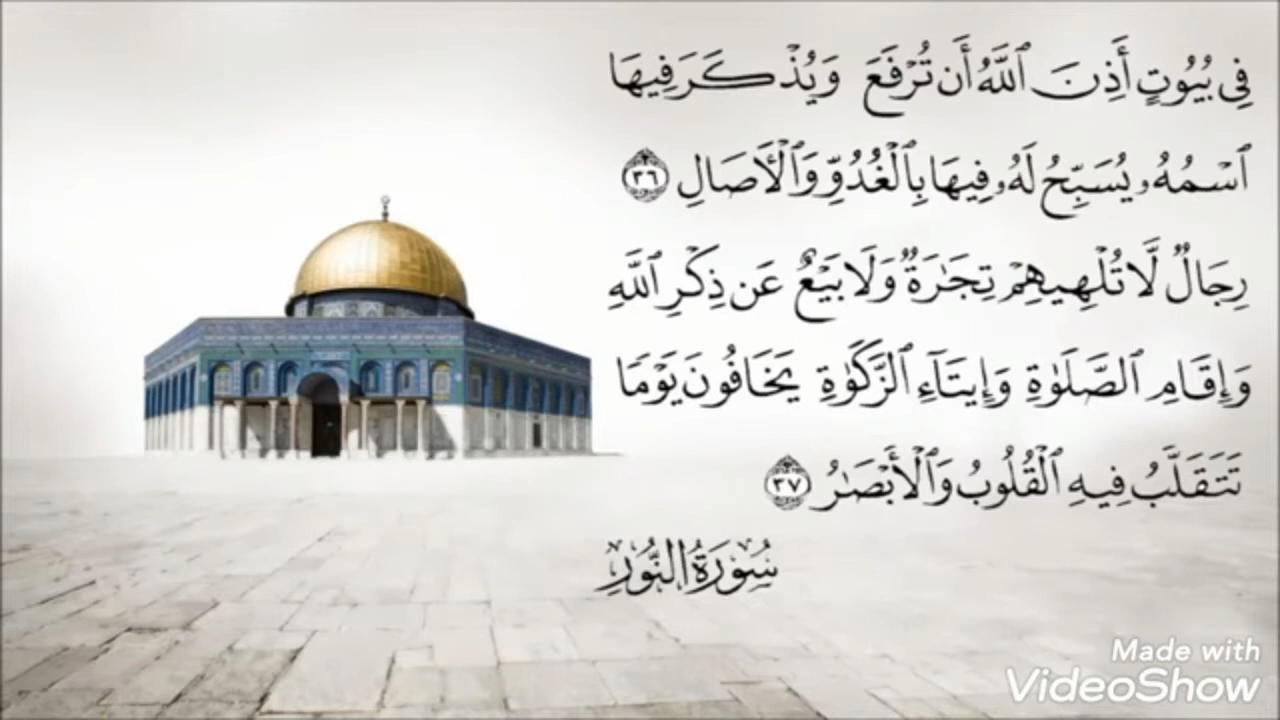 فِي بُيُوتٍ أَذِنَ ٱللَّهُ أَن تُرْفَعَ وَيُذْكَرَ فِيهَا
ٱسْمُهُۥ يُسَبِّحُ لَهُۥ فِيهَا بِٱلْغُدُوِّ وَٱلْأٓصَالِ ٣٦
رِجَالٌ لَّا تُلْهِيهِمْ تِجَٰرَةٌ وَلَا بَيْعٌ عَن ذِكْرِ ٱللَّهِ
وَإِقَامِ ٱلصَّلَوٰةِ وَإِيتَآءِ ٱلزَّكَوٰةِ يَخَافُونَ يَوْمًا
تَتَقَلَّبُ فِيهِ ٱلْقُلُوبُ وَٱلْأَبْصَٰرُ ٣٧
سُورَةُ النُّورِ
Made with
VideoShow